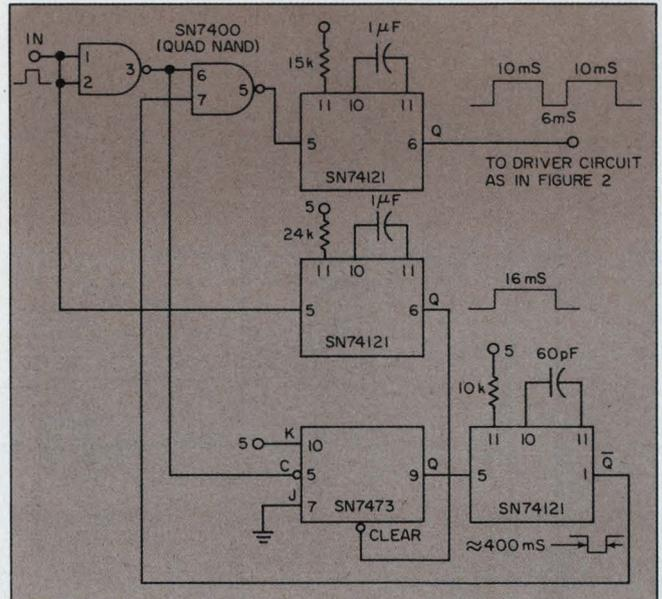 SN7400
(QUAD NAND)
IN
1
2
3
6
7
5
15k
1µF
11 10 11
5
6
Q
SN74121
10mS 10mS
6mS
TO DRIVER CIRCUIT
AS IN FIGURE 2
5
24k
1µF
11 10 11
5
6
Q
SN74121
16mS
5
10k
60pF
11 10 11
5
1
Q̅
SN74121
≈400mS
5
K
10
C
5
J
7
9
Q
SN7473
CLEAR